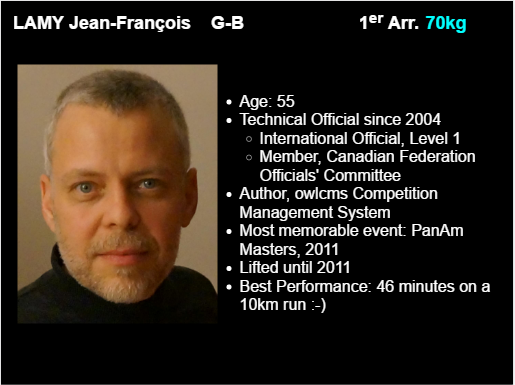 LAMY Jean-François G-B 1er Arr. 70kg
Age: 55
Technical Official since 2004
International Official, Level 1
Member, Canadian Federation
Officials' Committee
Author, owlcms Competition
Management System
Most memorable event: PanAm
Masters, 2011
Lifted until 2011
Best Performance: 46 minutes on a
10km run :-)